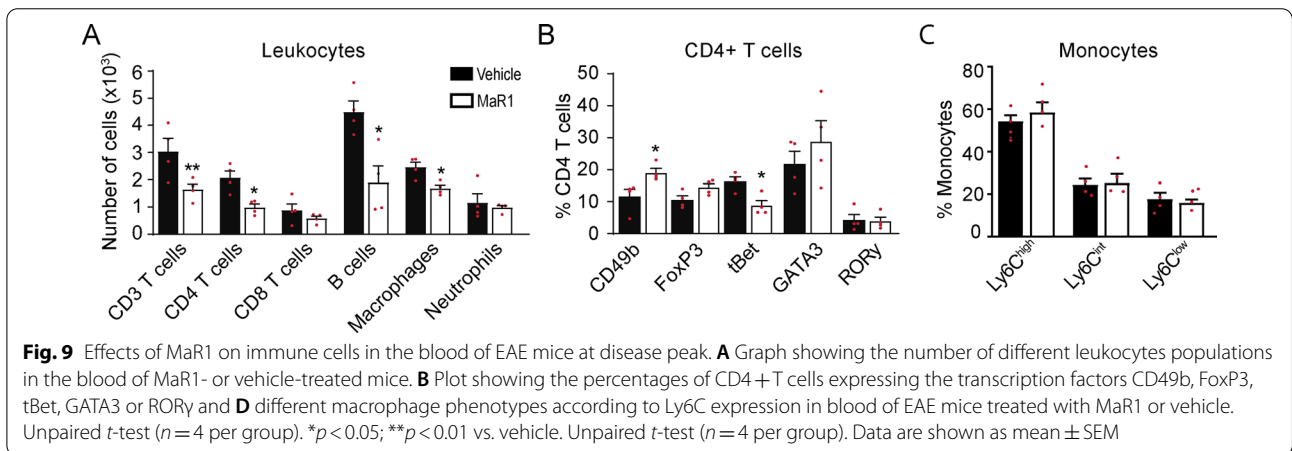 A
Leukocytes
Number of cells (x10³)
6
5
4
3
2
1
0
Vehicle
MaR1
**
*
*
*
CD3 T cells
CD4 T cells
CD8 T cells
B cells
Macrophages
Neutrophils
B
CD4+ T cells
% CD4 T cells
50
40
30
20
10
0
*
*
CD49b
FoxP3
tBet
GATA3
RORγ
C
Monocytes
% Monocytes
80
60
40
20
0
Ly6Chigh
Ly6Cint
Ly6Clow
Fig. 9 Effects of MaR1 on immune cells in the blood of EAE mice at disease peak. A Graph showing the number of different leukocytes populations
in the blood of MaR1- or vehicle-treated mice. B Plot showing the percentages of CD4+T cells expressing the transcription factors CD49b, FoxP3,
tBet, GATA3 or RORγ and D different macrophage phenotypes according to Ly6C expression in blood of EAE mice treated with MaR1 or vehicle.
Unpaired t-test (n=4 per group). *p<0.05; **p<0.01 vs. vehicle. Unpaired t-test (n=4 per group). Data are shown as mean±SEM